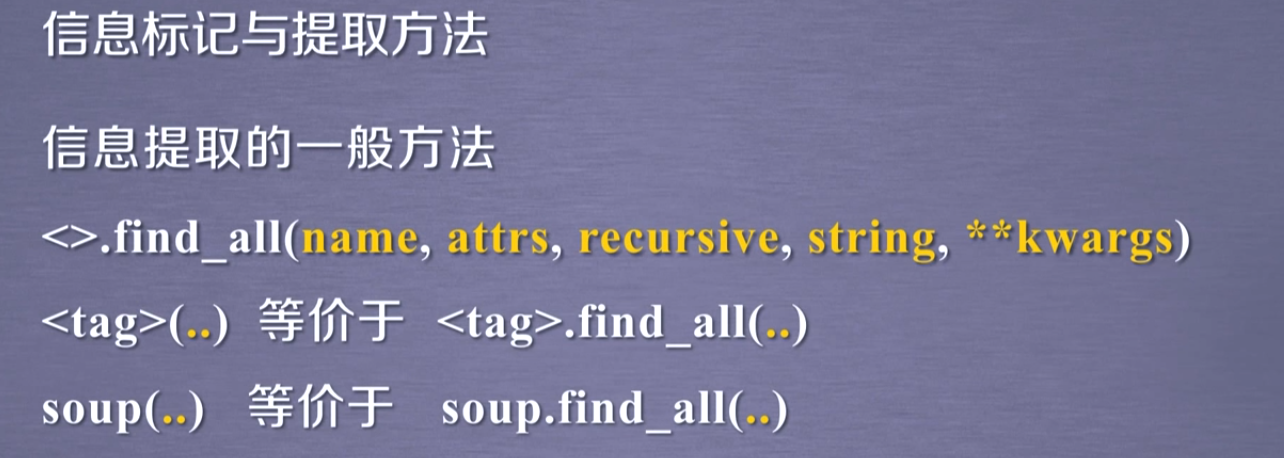 信息标记与提取方法
信息提取的一般方法
<>.find_all(name, attrs, recursive, string, **kwargs)
<tag>(..) 等价于 <tag>.find_all(..)
soup(..) 等价于 soup.find_all(..)